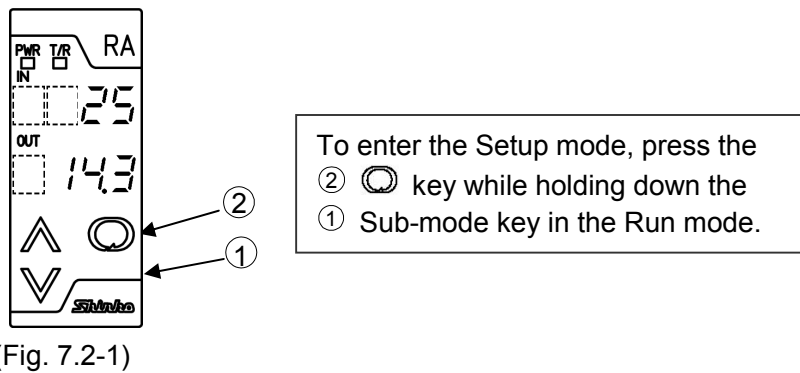 PWR T/R RA
IN
25
OUT
14.3
②
①
Shinko
To enter the Setup mode, press the
② key while holding down the
① Sub-mode key in the Run mode.
(Fig. 7.2-1)